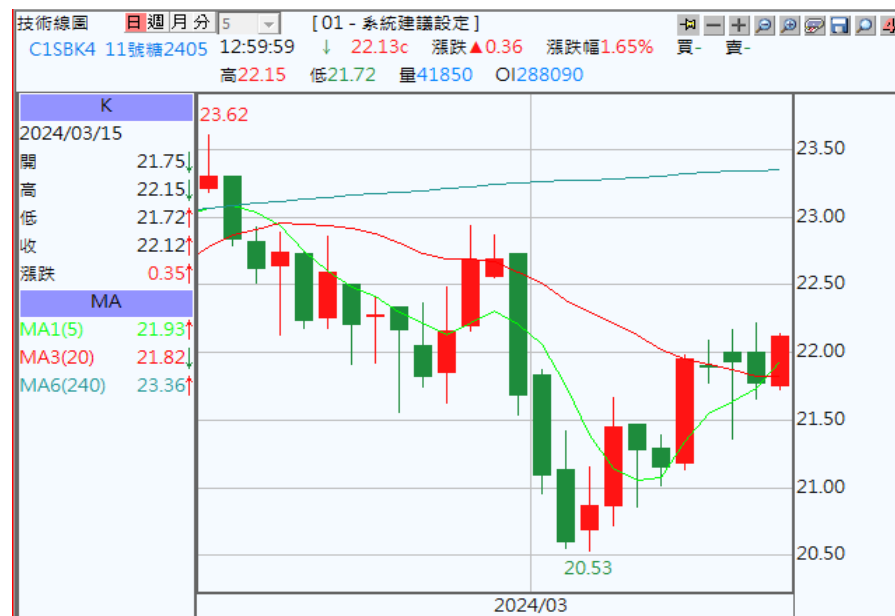 技術線圖 日 週 月 分 5 [ 01 - 系統建議設定 ]
C1SBK4 11號糖2405 12:59:59 ↓ 22.13c 漲跌▲0.36 漲跌幅1.65% 買- 賣-
高22.15 低21.72 量41850 OI288090
K
2024/03/15
開 21.75↓
高 22.15↓
低 21.72↑
收 22.12↑
漲跌 0.35↑
MA
MA1(5) 21.93↑
MA3(20) 21.82↓
MA6(240) 23.36↑
23.62
20.53
23.50
23.00
22.50
22.00
21.50
21.00
20.50
2024/03